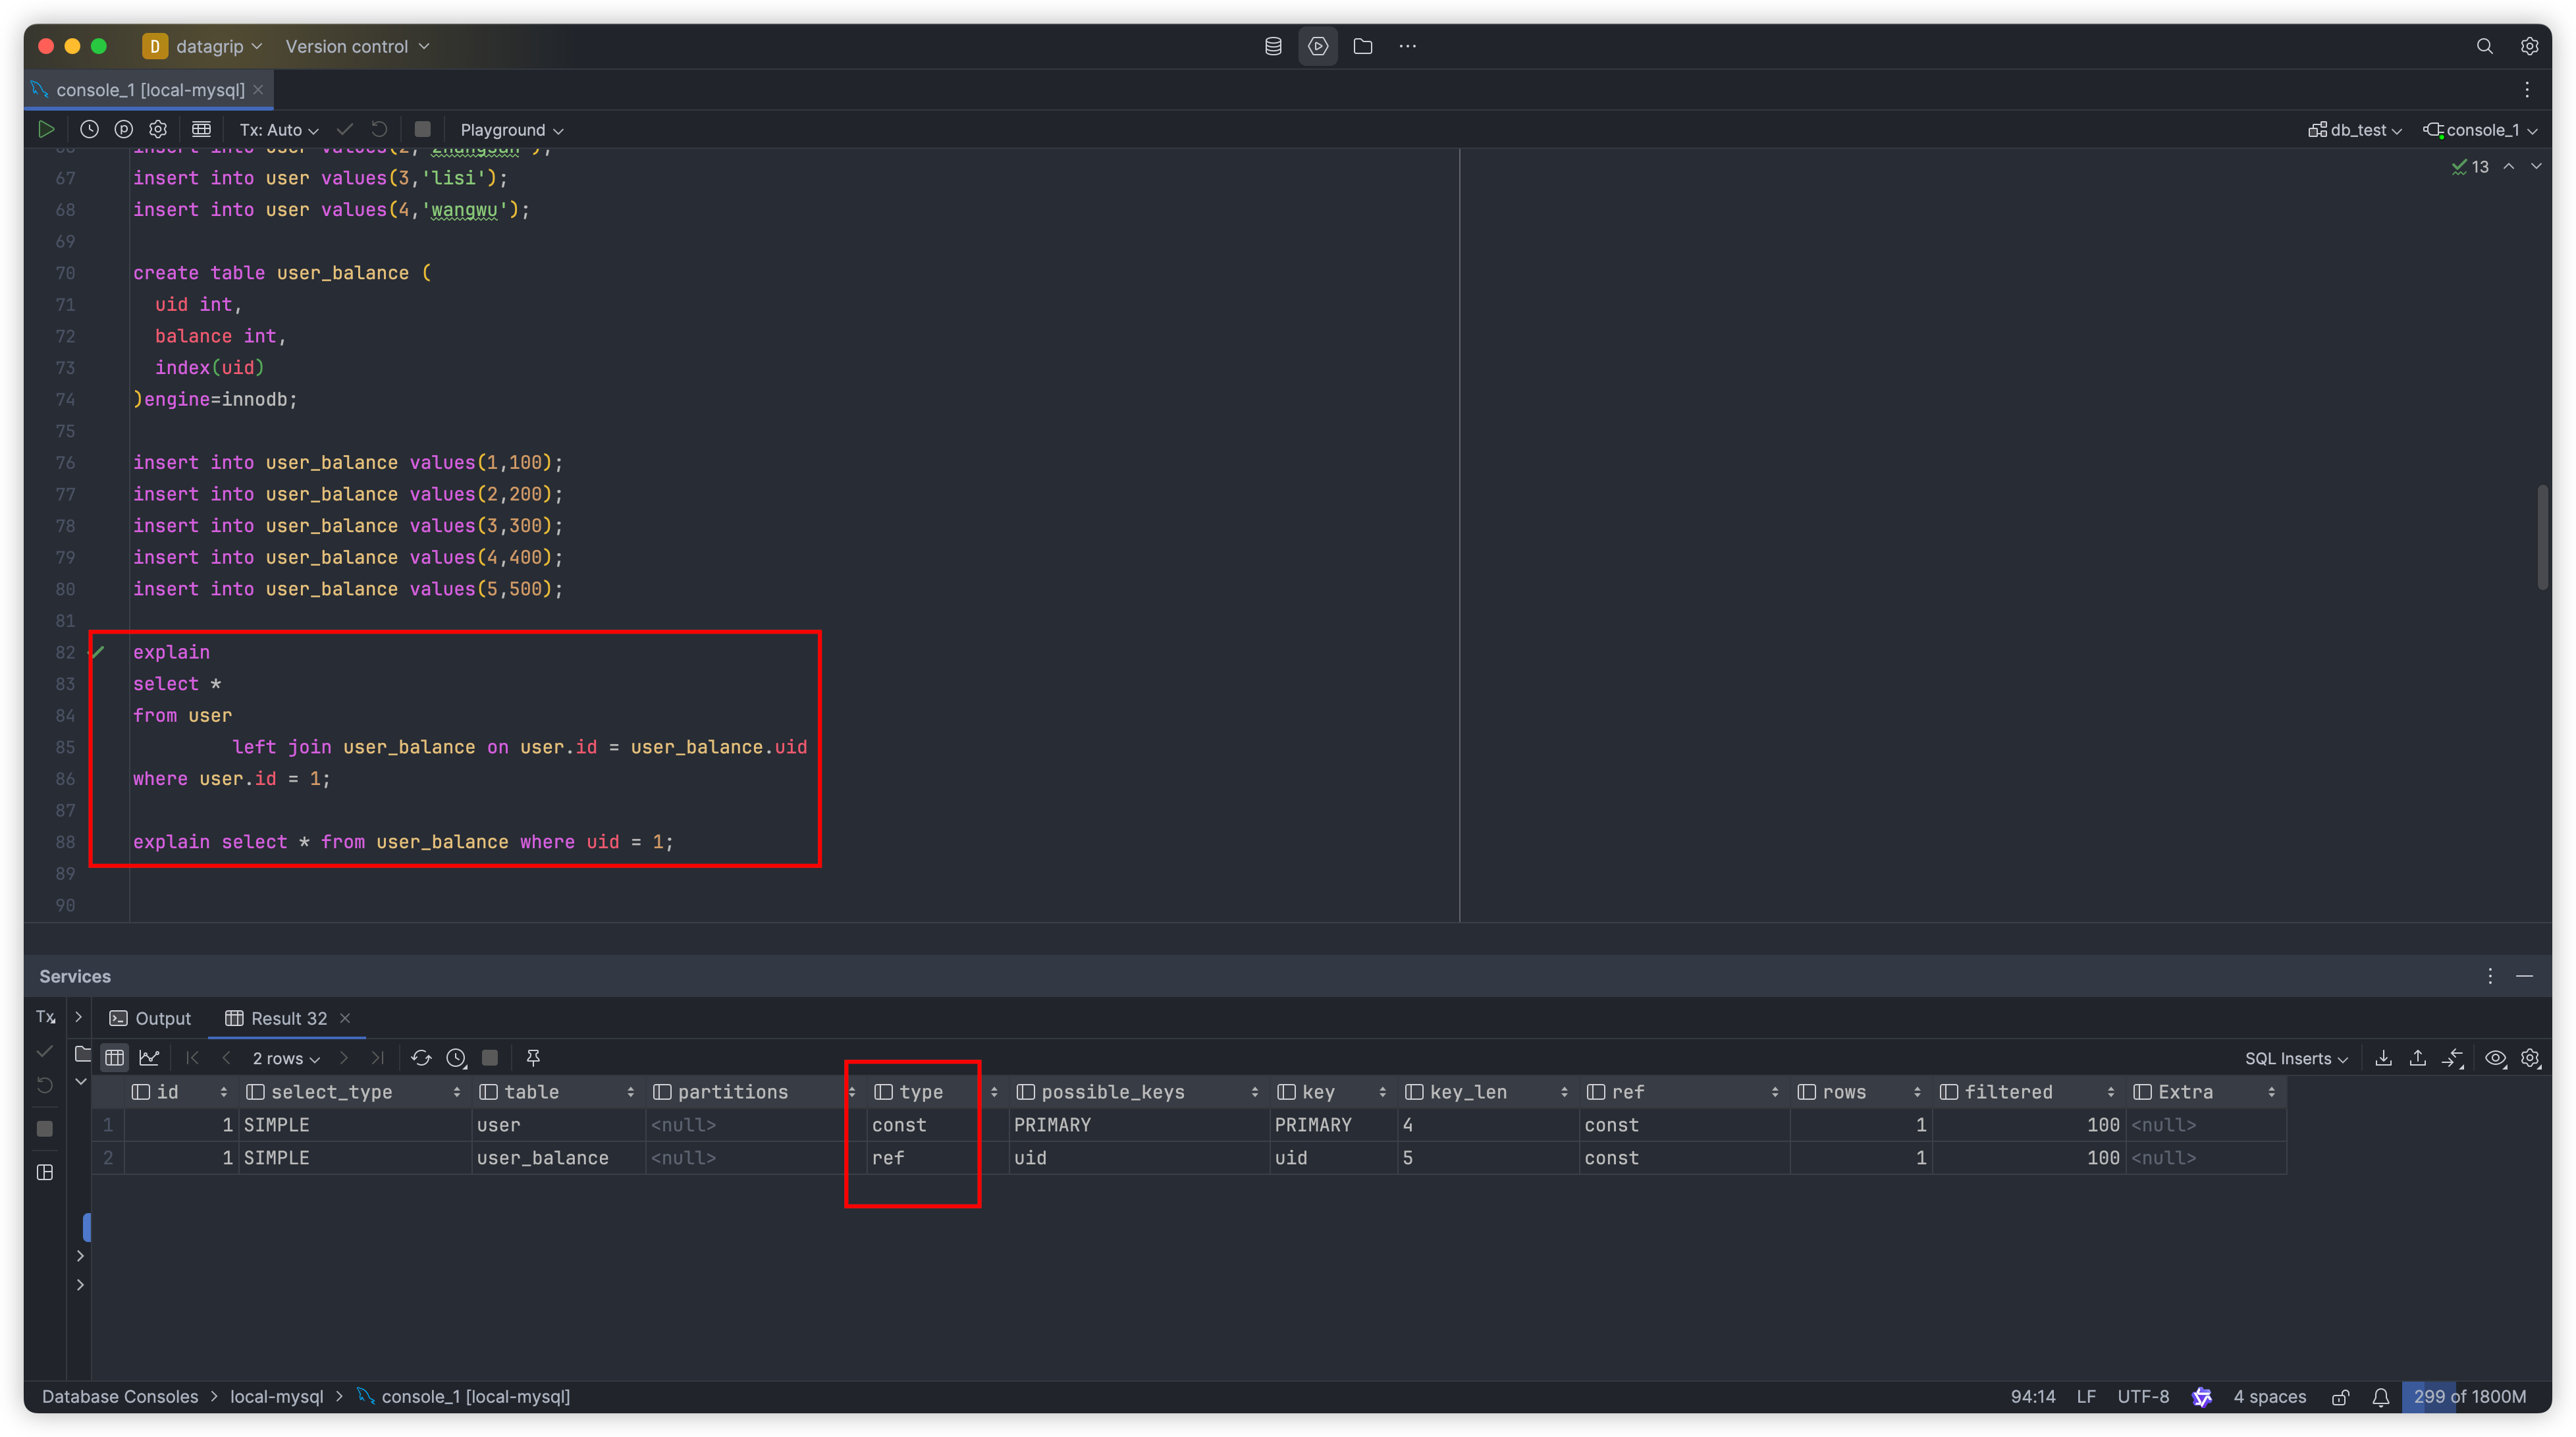 D datagrip Version control
console_1 [local-mysql]
Tx: Auto Playground db_test console_1
66 insert into user values(2,'zhangsan');
13
67 insert into user values(3,'lisi');
68 insert into user values(4,'wangwu');
69
70 create table user_balance (
71 uid int,
72 balance int,
73 index(uid)
74 )engine=innodb;
75
76 insert into user_balance values(1,100);
77 insert into user_balance values(2,200);
78 insert into user_balance values(3,300);
79 insert into user_balance values(4,400);
80 insert into user_balance values(5,500);
81
82 explain
83 select *
84 from user
85 left join user_balance on user.id = user_balance.uid
86 where user.id = 1;
87
88 explain select * from user_balance where uid = 1;
89
90
Services
Tx Output Result 32
2 rows SQL Inserts
id select_type table partitions type possible_keys key key_len ref rows filtered Extra
1 1 SIMPLE user <null> const PRIMARY PRIMARY 4 const 1 100 <null>
2 1 SIMPLE user_balance <null> ref uid uid 5 const 1 100 <null>
Database Consoles > local-mysql > console_1 [local-mysql] 94:14 LF UTF-8 4 spaces 299 of 1800M